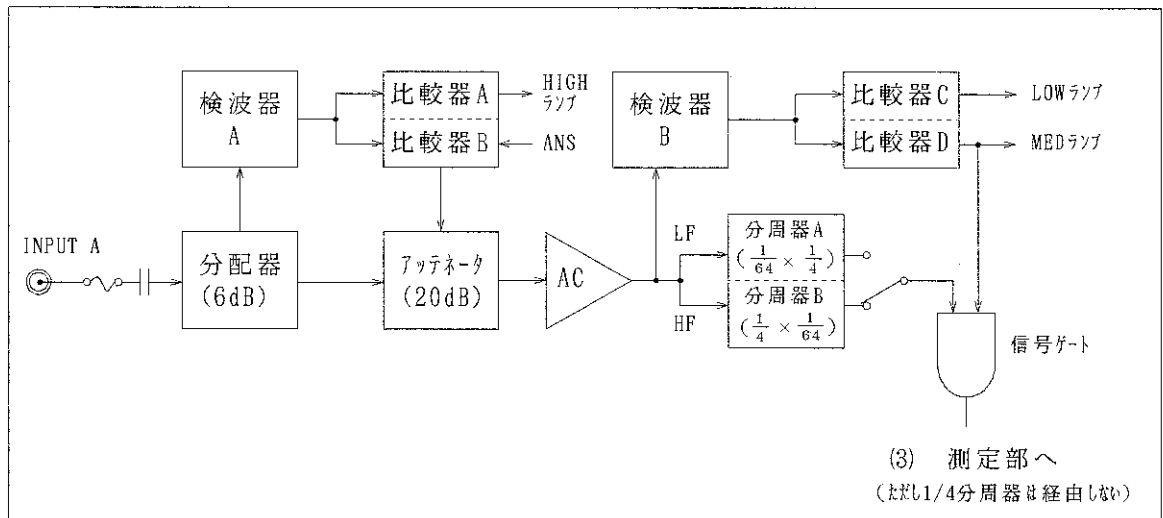 検波器
A
比較器A
比較器B
HIGH
ランプ
ANS
検波器
B
比較器C
比較器D
LOWランプ
MEDランプ
INPUT A
分配器
(6dB)
アッテネータ
(20dB)
AC
LF
HF
分周器A
(1/64 × 1/4)
分周器B
(1/4 × 1/64)
信号ゲート
(3) 測定部へ
(ただし1/4分周器は経由しない)